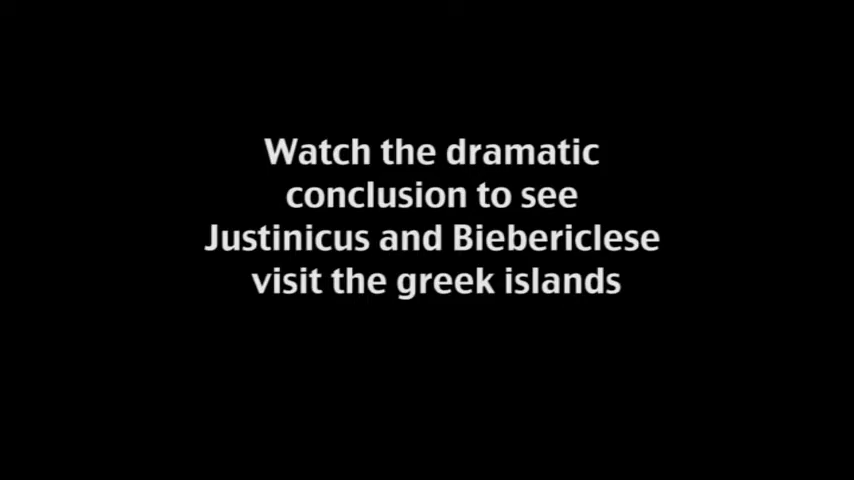 Watch the dramatic
conclusion to see
Justinicus and Biebericlese
visit the greek islands